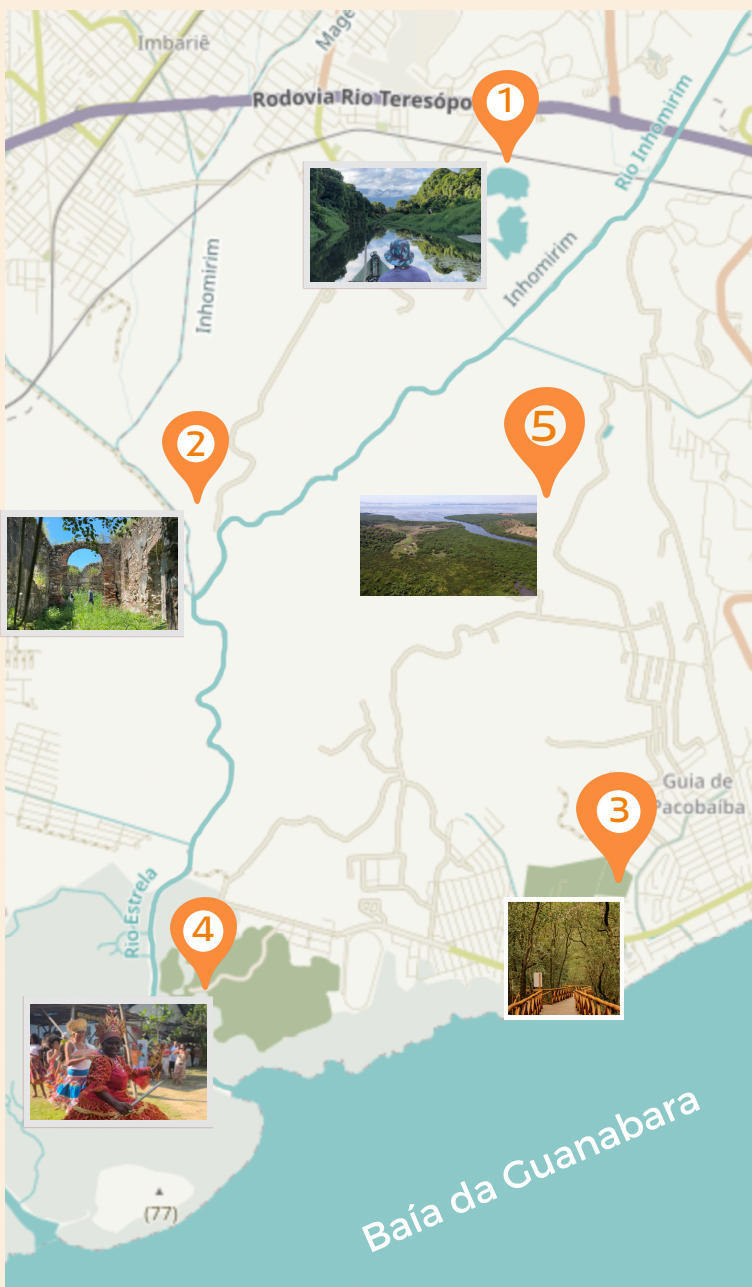 Imbariê
Magé
Rodovia Rio Teresópo
1
Rio Inhomirim
Inhomirim
Inhomirim
2
5
3
Guia de
Pacobaíba
Rio Estrela
4
Baía da Guanabara
(77)